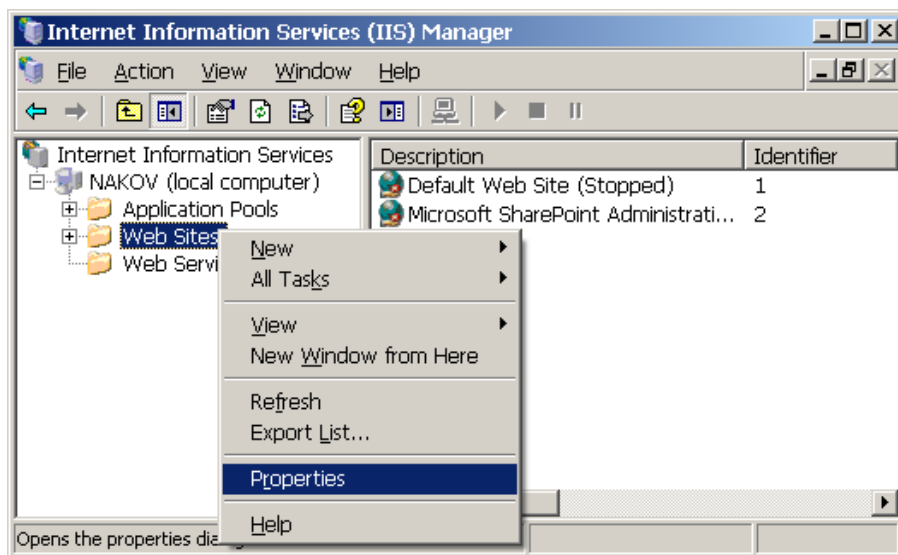 Internet Information Services (IIS) Manager
File Action View Window Help
Internet Information Services
NAKOV (local computer)
Application Pools
Web Sites
Web Servi
Description Identifier
Default Web Site (Stopped) 1
Microsoft SharePoint Administrati... 2
New
All Tasks
View
New Window from Here
Refresh
Export List...
Properties
Help
Opens the properties